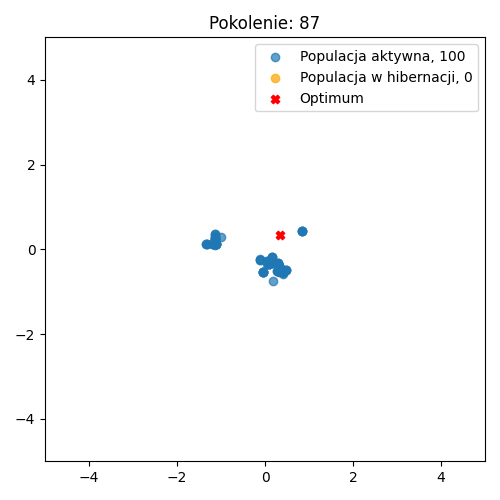 Pokolenie: 87
Populacja aktywna, 100
Populacja w hibernacji, 0
Optimum
4
2
0
−2
−4
−4 −2 0 2 4